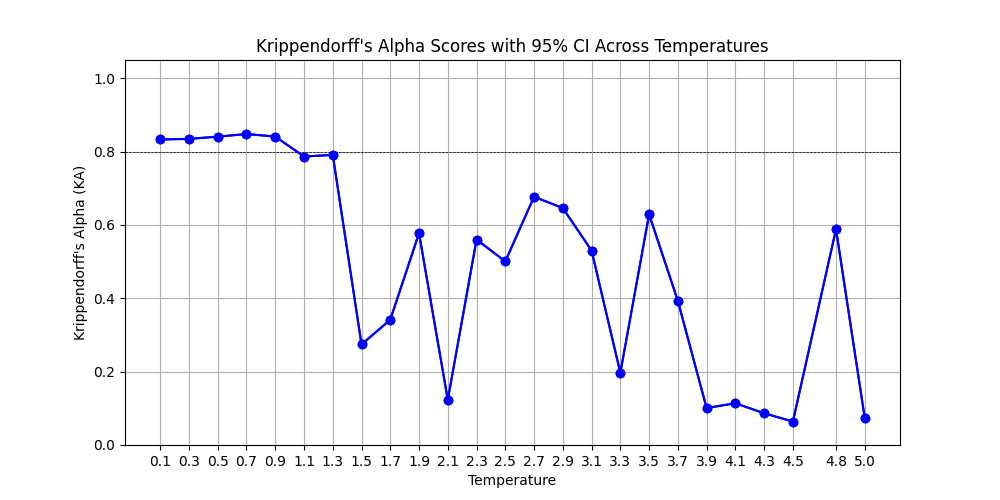 Krippendorff's Alpha Scores with 95% CI Across Temperatures
Krippendorff's Alpha (KA)
1.0
0.8
0.6
0.4
0.2
0.0
0.1 0.3 0.5 0.7 0.9 1.1 1.3 1.5 1.7 1.9 2.1 2.3 2.5 2.7 2.9 3.1 3.3 3.5 3.7 3.9 4.1 4.3 4.5 4.8 5.0
Temperature